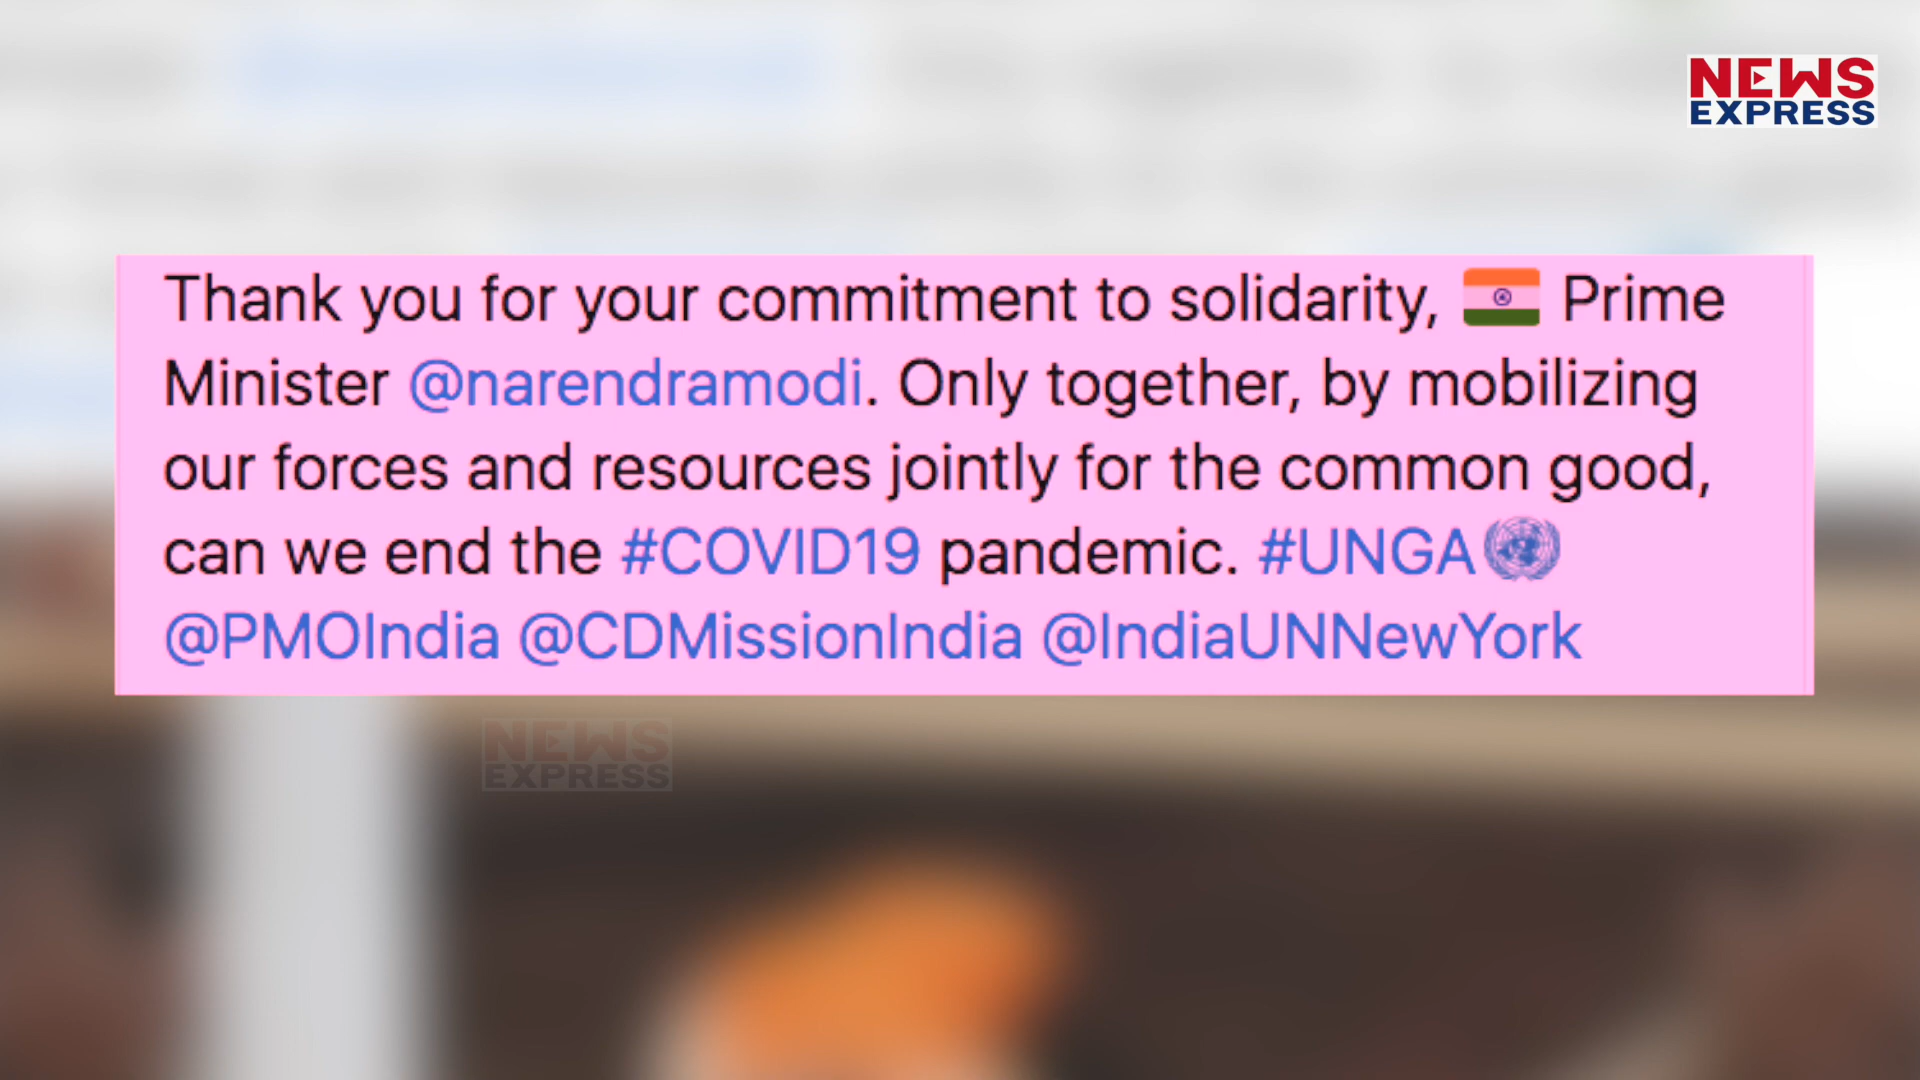 NEWS
EXPRESS
Thank you for your commitment to solidarity, 🇮🇳 Prime
Minister @narendramodi. Only together, by mobilizing
our forces and resources jointly for the common good,
can we end the #COVID19 pandemic. #UNGA
@PMOIndia @CDMissionIndia @IndiaUNNewYork
NEWS
EXPRESS